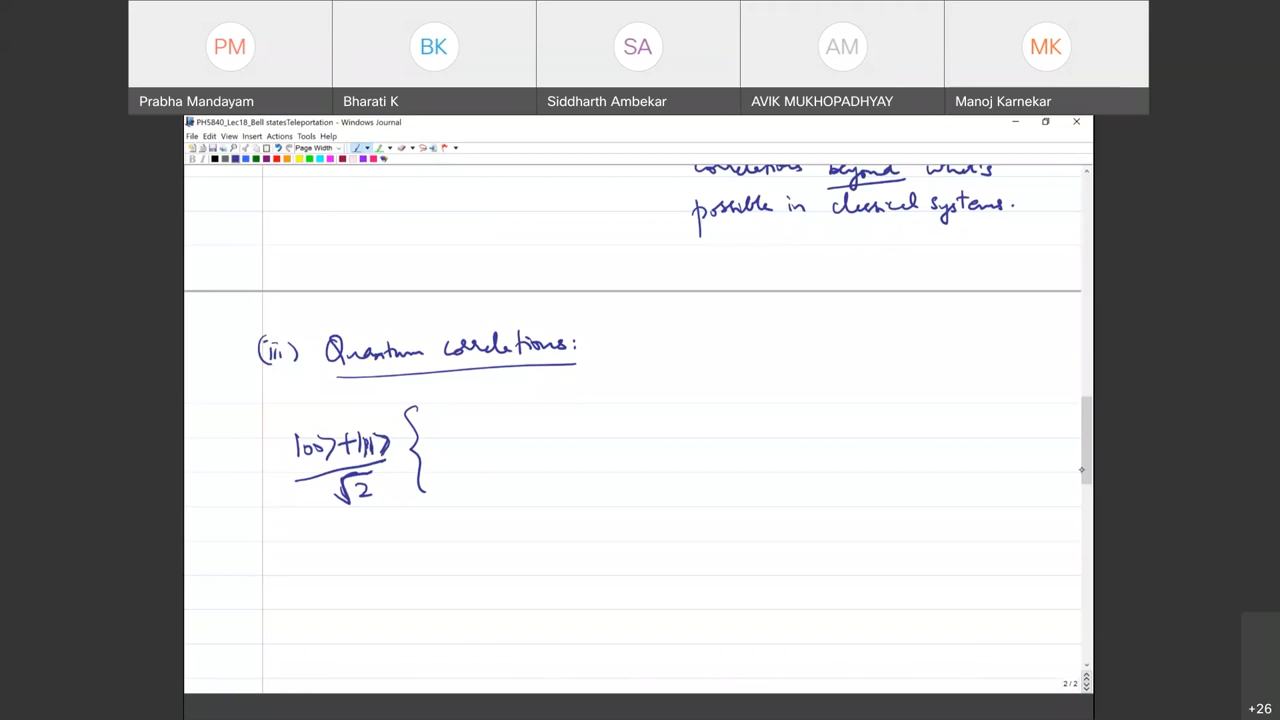 PM
BK
SA
AM
MK
Prabha Mandayam
Bharati K
Siddharth Ambekar
AVIK MUKHOPADHYAY
Manoj Karnekar
PH5840_Lec18_Bell statesTeleportation - Windows Journal
File Edit View Insert Actions Tools Help
Page Width
B I
correlations beyond what's
possible in classical systems.
(iii) Quantum correlations:
|00>+|11>
√2
{
2 / 2
+26